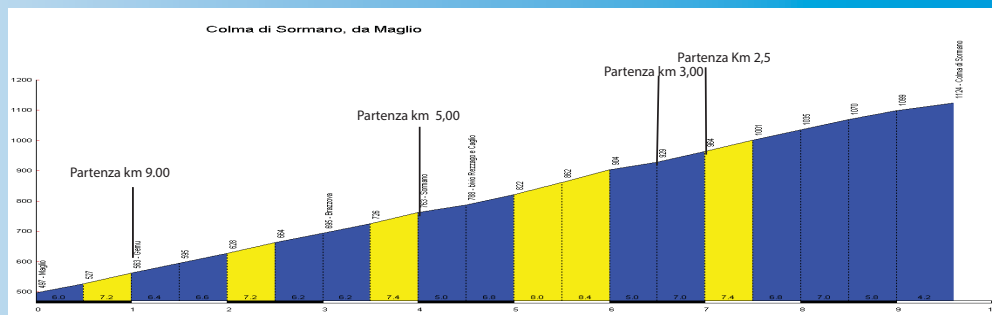 Colma di Sormano, da Maglio
Partenza Km 2,5
Partenza km 3,00
Partenza km 5,00
Partenza km 9.00
1200
1100
1000
900
800
700
600
500
497 - Maglio
527
563 - Gemu
595
628
664
695 - Brazzova
726
763 - Sormano
788 - bivio Rezzago e Caglio
822
862
904
929
964
1001
1035
1070
1099
1124 - Colma di Sormano
6.0 7.2 6.4 6.6 7.2 6.2 6.2 7.4 5.0 6.8 8.0 8.4 5.0 7.0 7.4 6.8 7.0 5.8 4.2
0 1 2 3 4 5 6 7 8 9 1